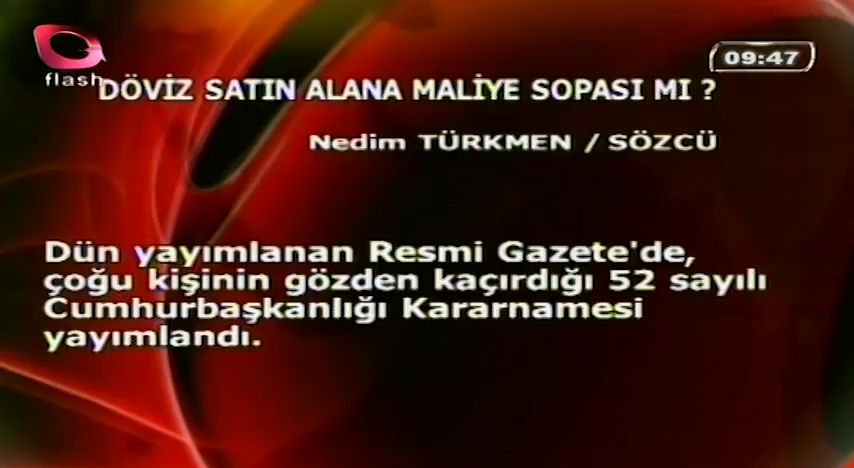 flash
09:47
DÖVİZ SATIN ALANA MALİYE SOPASI MI ?
Nedim TÜRKMEN / SÖZCÜ
Dün yayımlanan Resmi Gazete'de,
çoğu kişinin gözden kaçırdığı 52 sayılı
Cumhurbaşkanlığı Kararnamesi
yayımlandı.